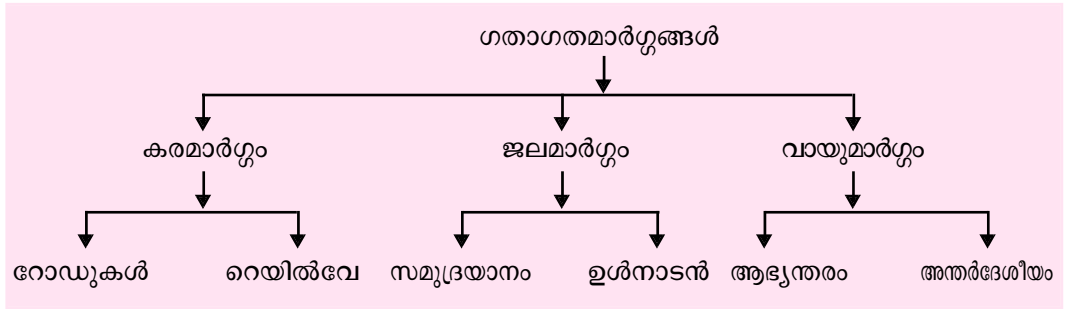 ഗതാഗതമാർഗ്ഗങ്ങൾ
കരമാർഗ്ഗം ജലമാർഗ്ഗം വായുമാർഗ്ഗം
റോഡുകൾ റെയിൽവേ സമുദ്രയാനം ഉൾനാടൻ ആഭ്യന്തരം അന്തർദേശീയം